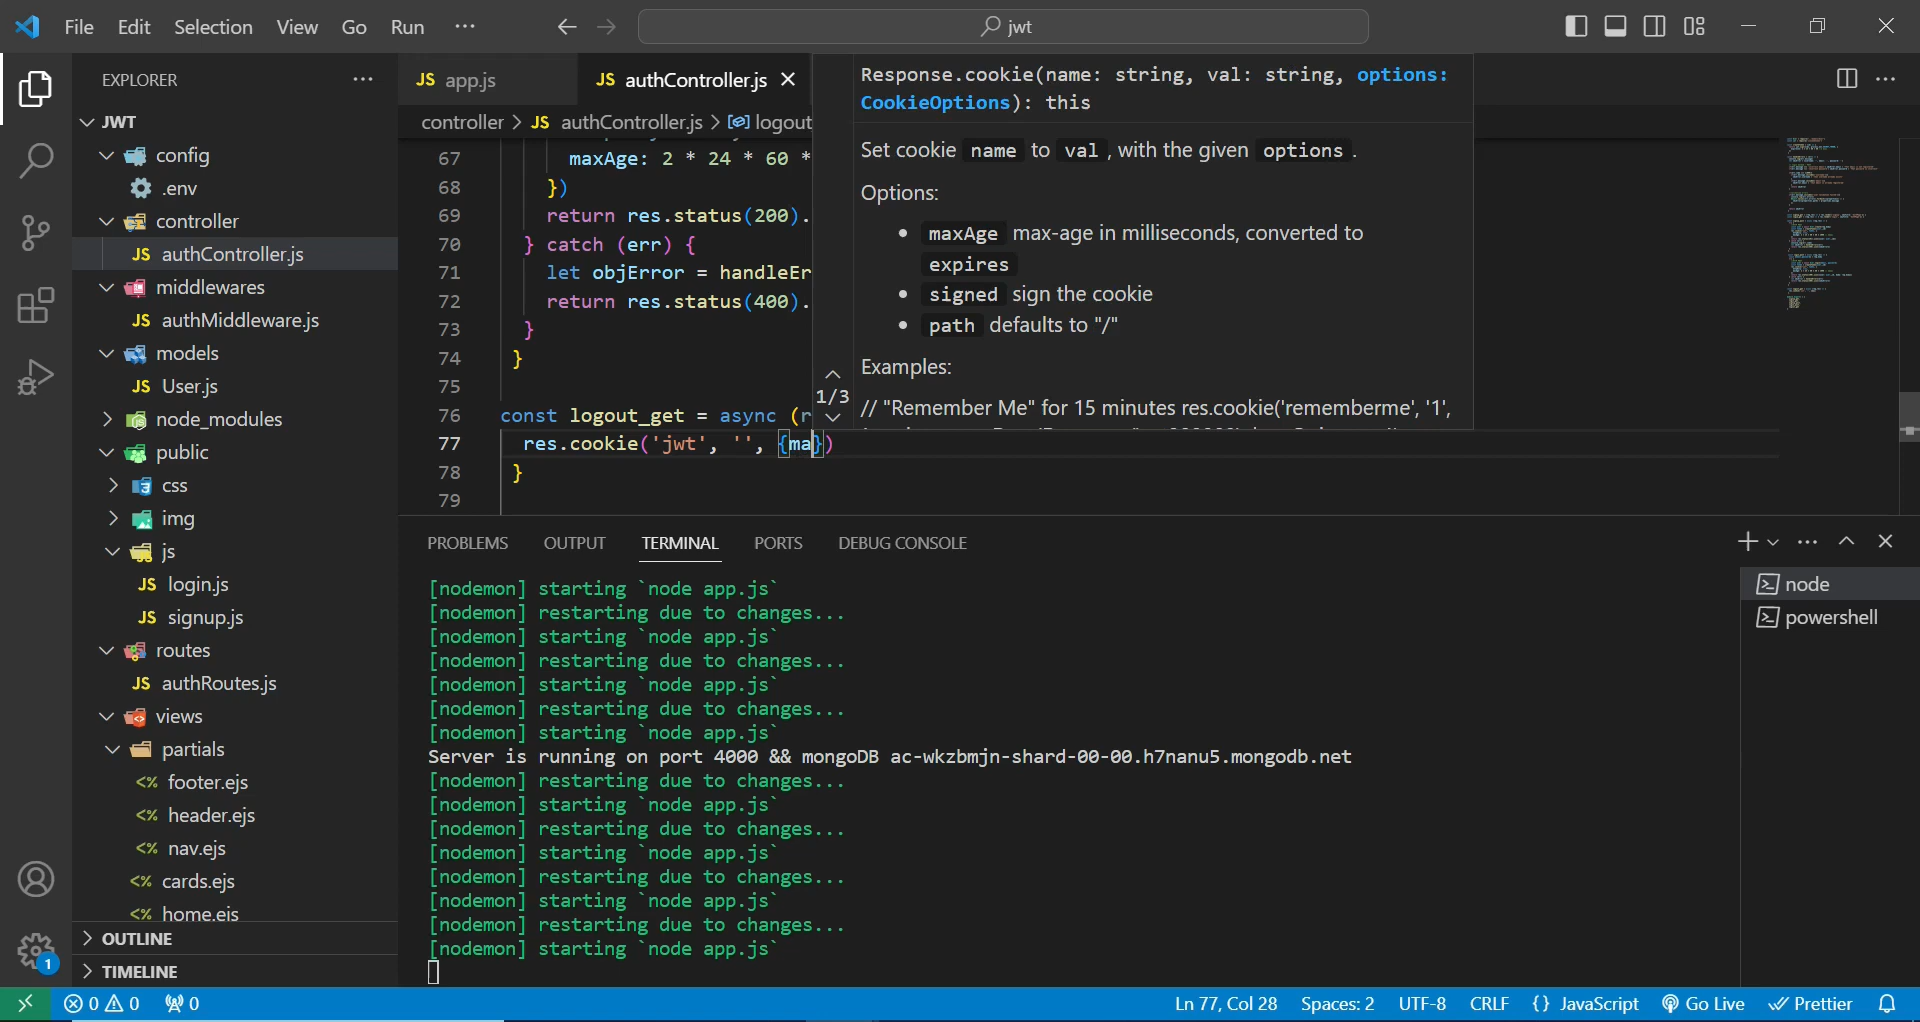 File Edit Selection View Go Run ···
jwt
EXPLORER ···
JWT
config
.env
controller
JS authController.js
middlewares
JS authMiddleware.js
models
JS User.js
node_modules
public
css
img
js
JS login.js
JS signup.js
routes
JS authRoutes.js
views
partials
<% footer.ejs
<% header.ejs
<% nav.ejs
<% cards.ejs
<% home.ejs
OUTLINE
TIMELINE
JS app.js JS authController.js
controller > JS authController.js > logout
67 maxAge: 2 * 24 * 60 *
68 })
69 return res.status(200).
70 } catch (err) {
71 let objError = handleEr
72 return res.status(400).
73 }
74 }
75
76 const logout_get = async (r
77 res.cookie('jwt', '', {ma})
78 }
79
1/3
Response.cookie(name: string, val: string, options:
CookieOptions): this
Set cookie name to val , with the given options .
Options:
• maxAge max-age in milliseconds, converted to
expires
• signed sign the cookie
• path defaults to "/"
Examples:
// "Remember Me" for 15 minutes res.cookie('rememberme', '1',
PROBLEMS OUTPUT TERMINAL PORTS DEBUG CONSOLE
[nodemon] starting `node app.js`
[nodemon] restarting due to changes...
[nodemon] starting `node app.js`
[nodemon] restarting due to changes...
[nodemon] starting `node app.js`
[nodemon] restarting due to changes...
[nodemon] starting `node app.js`
Server is running on port 4000 && mongoDB ac-wkzbmjn-shard-00-00.h7nanu5.mongodb.net
[nodemon] restarting due to changes...
[nodemon] starting `node app.js`
[nodemon] restarting due to changes...
[nodemon] starting `node app.js`
[nodemon] restarting due to changes...
[nodemon] starting `node app.js`
[nodemon] restarting due to changes...
[nodemon] starting `node app.js`
node
powershell
1
0 0 0
Ln 77, Col 28 Spaces: 2 UTF-8 CRLF {} JavaScript Go Live Prettier